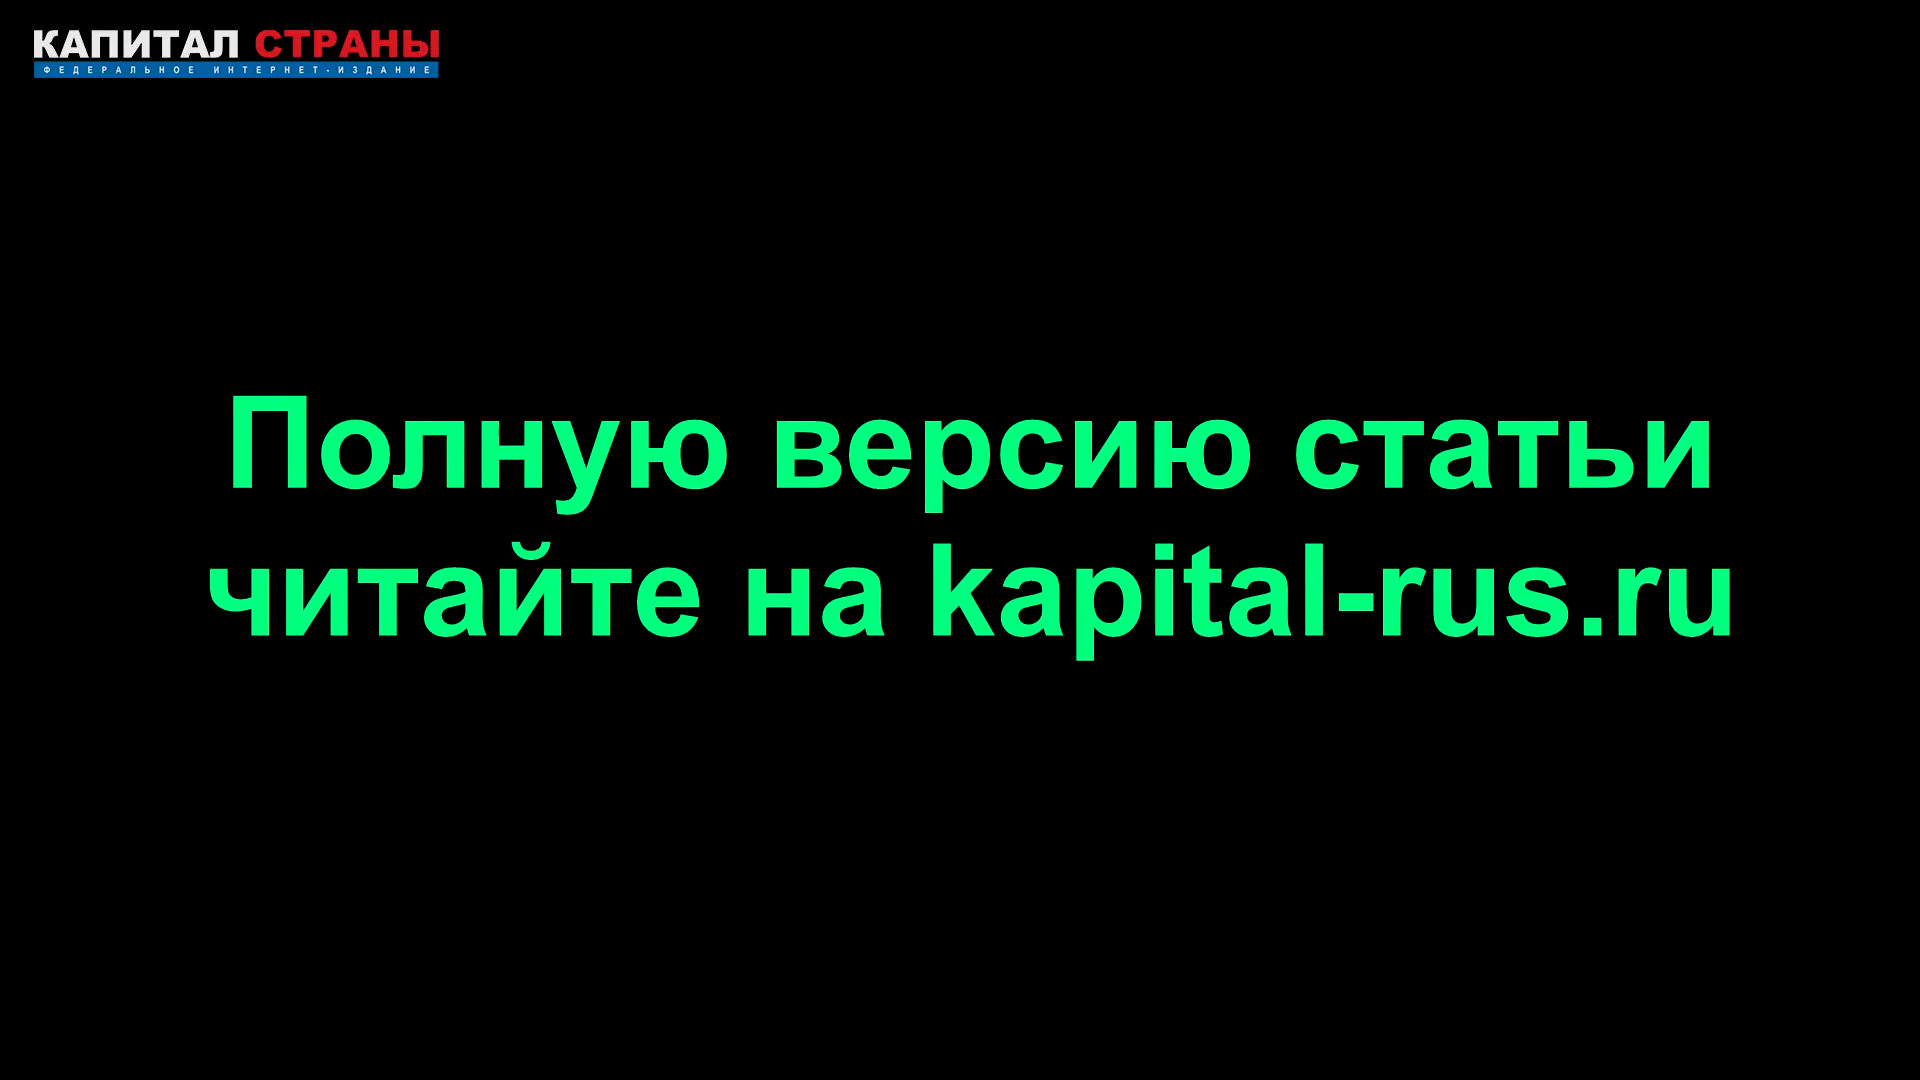 КАПИТАЛ СТРАНЫ
ФЕДЕРАЛЬНОЕ ИНТЕРНЕТ-ИЗДАНИЕ
Полную версию статьи
читайте на kapital-rus.ru